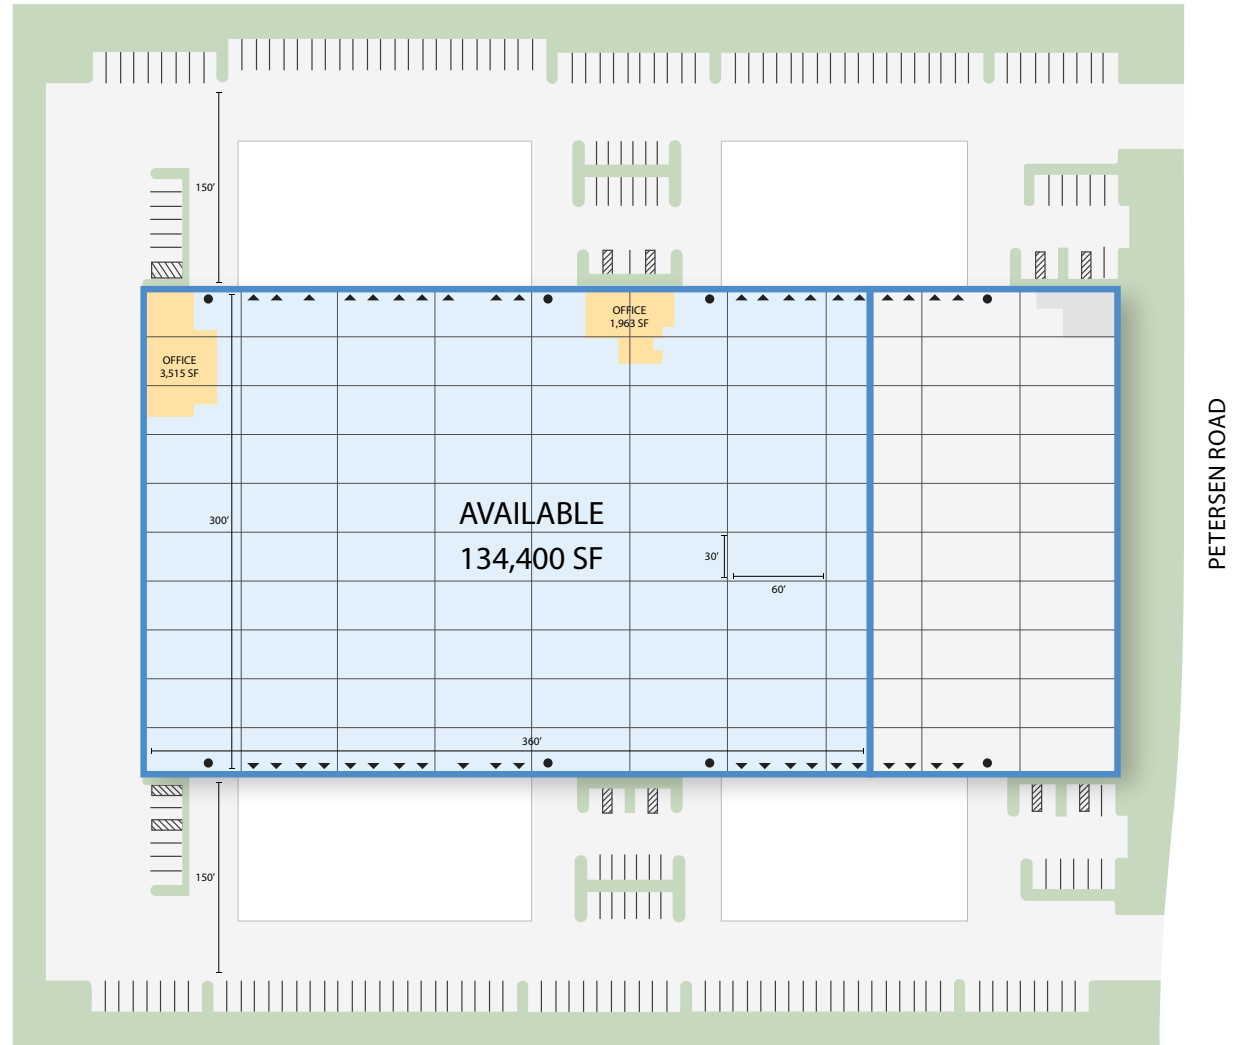 150'
OFFICE
1,963 SF
OFFICE
3,515 SF
PETERSEN ROAD
AVAILABLE
134,400 SF
300'
30'
60'
360'
150'